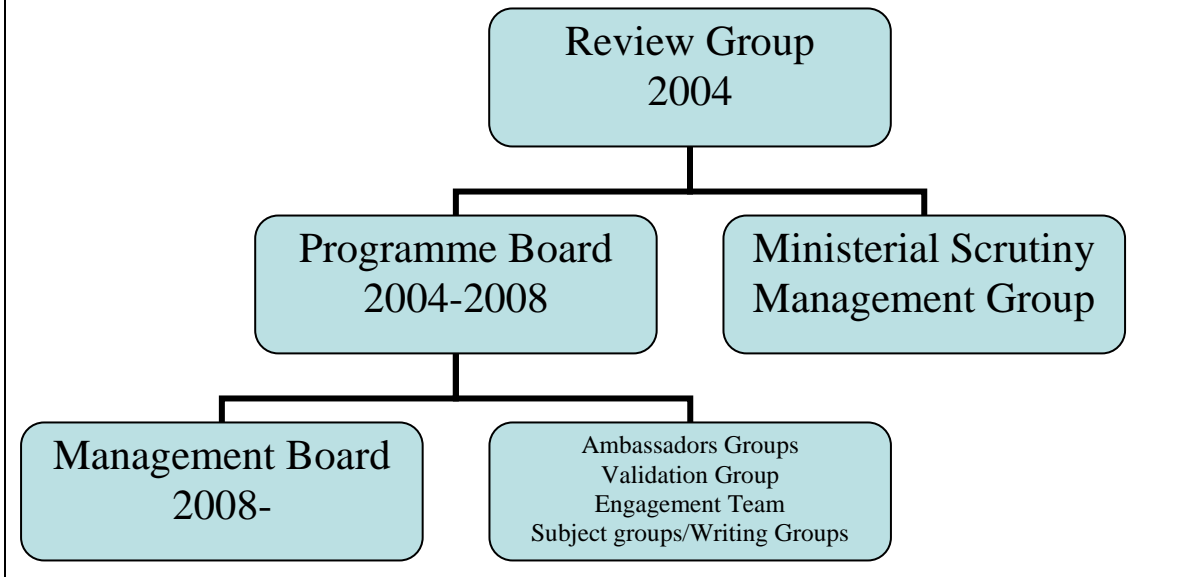 Review Group
2004
Programme Board
2004-2008
Ministerial Scrutiny
Management Group
Management Board
2008-
Ambassadors Groups
Validation Group
Engagement Team
Subject groups/Writing Groups